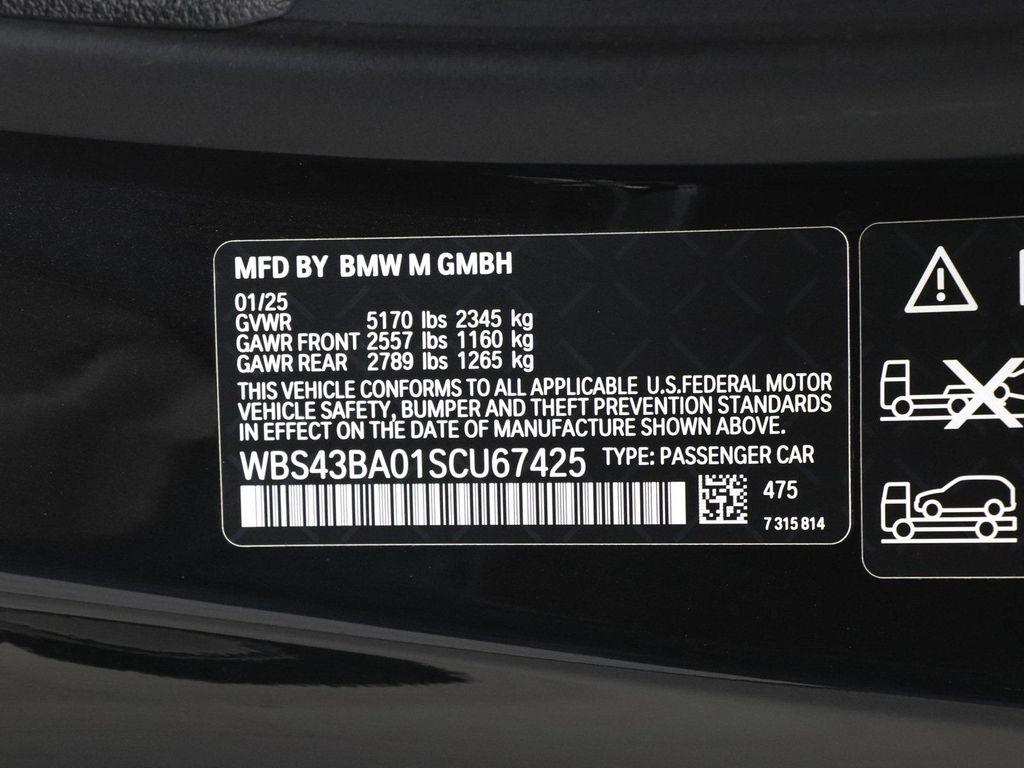 MFD BY BMW M GMBH
01/25
GVWR 5170 lbs 2345 kg
GAWR FRONT 2557 lbs 1160 kg
GAWR REAR 2789 lbs 1265 kg
THIS VEHICLE CONFORMS TO ALL APPLICABLE U.S.FEDERAL MOTOR
VEHICLE SAFETY, BUMPER AND THEFT PREVENTION STANDARDS
IN EFFECT ON THE DATE OF MANUFACTURE SHOWN ABOVE.
WBS43BA01SCU67425 TYPE: PASSENGER CAR
475
7 315 814